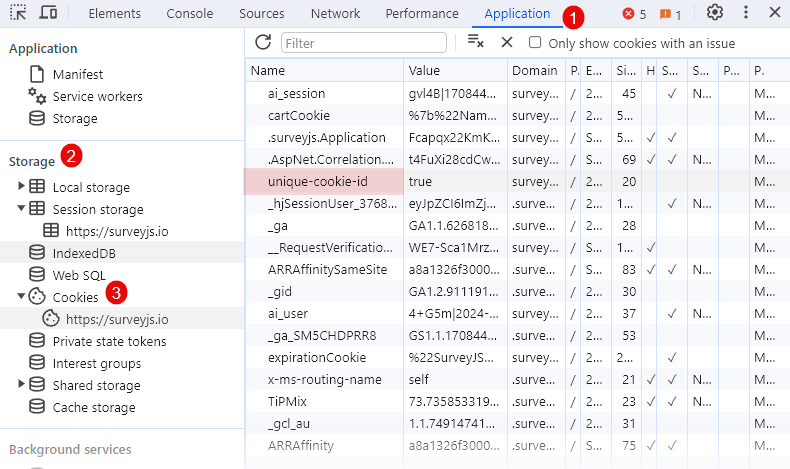 Elements Console Sources Network Performance Application 1 5 1
Application
Manifest
Service workers
Storage
Storage 2
Local storage
Session storage
https://surveyjs.io
IndexedDB
Web SQL
Cookies 3
https://surveyjs.io
Private state tokens
Interest groups
Shared storage
Cache storage
Background services
Filter Only show cookies with an issue
Name Value Domain P. E... Si... H S... S... P... P.
ai_session gvl4B|170844... survey... / 2... 45 ✓ N... M...
cartCookie %7b%22Nam... survey... / 2... 5... M...
.surveyjs.Application Fcapqx22KmK... survey... / S... 5... ✓ ✓ M...
.AspNet.Correlation.... t4FuXi28cdCw... survey... / S... 69 ✓ ✓ N... M...
unique-cookie-id true survey... / S... 20 M...
_hjSessionUser_3768... eyJpZCI6ImZj... .surve... / 2... 1... ✓ N... M...
_ga GA1.1.626818... .surve... / 2... 28 M...
__RequestVerificatio... WE7-Sca1Mrz... survey... / S... 1... ✓ M...
ARRAffinitySameSite a8a1326f3000... .surve... / S... 83 ✓ ✓ N... M...
_gid GA1.2.911191... .surve... / 2... 30 M...
ai_user 4+G5m|2024-... survey... / 2... 37 ✓ N... M...
_ga_SM5CHDPRR8 GS1.1.170844... .surve... / 2... 53 M...
expirationCookie %22SurveyJS... survey... / 2... 2... ✓ M...
x-ms-routing-name self .surve... / 2... 21 ✓ ✓ N... M...
TiPMix 73.735853319... .surve... / 2... 23 ✓ ✓ N... M...
_gcl_au 1.1.74914741... .surve... / 2... 31 M...
ARRAffinity a8a1326f3000... .surve... / S... 75 ✓ ✓ M...